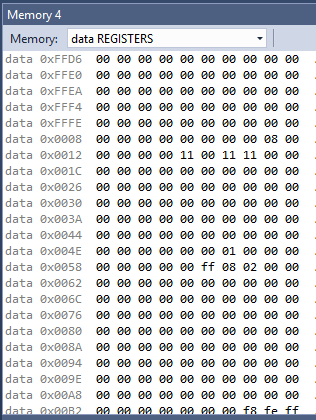 Memory 4
Memory: data REGISTERS
data 0xFFD6 00 00 00 00 00 00 00 00 00 00
data 0xFFE0 00 00 00 00 00 00 00 00 00 00
data 0xFFEA 00 00 00 00 00 00 00 00 00 00
data 0xFFF4 00 00 00 00 00 00 00 00 00 00
data 0xFFFE 00 00 00 00 00 00 00 00 00 00
data 0x0008 00 00 00 00 00 00 00 00 08 00
data 0x0012 00 00 00 00 11 00 11 11 00 00
data 0x001C 00 00 00 00 00 00 00 00 00 00
data 0x0026 00 00 00 00 00 00 00 00 00 00
data 0x0030 00 00 00 00 00 00 00 00 00 00
data 0x003A 00 00 00 00 00 00 00 00 00 00
data 0x0044 00 00 00 00 00 00 00 00 00 00
data 0x004E 00 00 00 00 00 00 01 00 00 00
data 0x0058 00 00 00 00 00 ff 08 02 00 00
data 0x0062 00 00 00 00 00 00 00 00 00 00
data 0x006C 00 00 00 00 00 00 00 00 00 00
data 0x0076 00 00 00 00 00 00 00 00 00 00
data 0x0080 00 00 00 00 00 00 00 00 00 00
data 0x008A 00 00 00 00 00 00 00 00 00 00
data 0x0094 00 00 00 00 00 00 00 00 00 00
data 0x009E 00 00 00 00 00 00 00 00 00 00
data 0x00A8 00 00 00 00 00 00 00 00 00 00
data 0x00B2 00 00 00 00 00 00 00 f8 fe ff